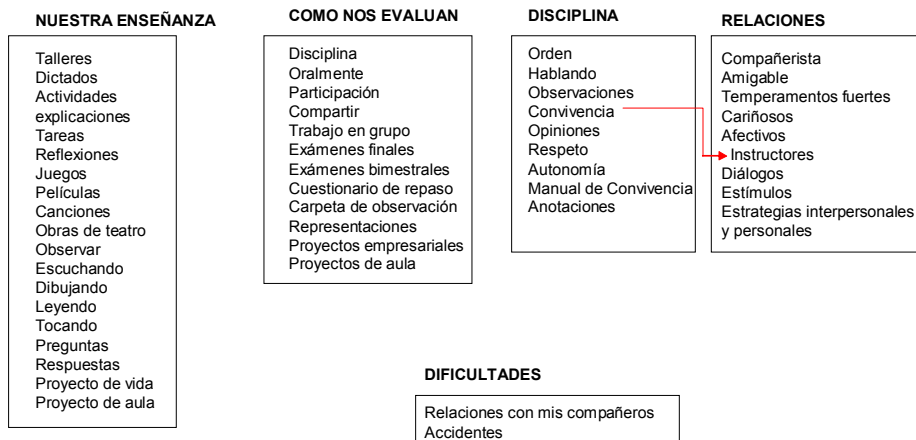 NUESTRA ENSEÑANZA
Talleres
Dictados
Actividades
explicaciones
Tareas
Reflexiones
Juegos
Películas
Canciones
Obras de teatro
Observar
Escuchando
Dibujando
Leyendo
Tocando
Preguntas
Respuestas
Proyecto de vida
Proyecto de aula
COMO NOS EVALUAN
Disciplina
Oralmente
Participación
Compartir
Trabajo en grupo
Exámenes finales
Exámenes bimestrales
Cuestionario de repaso
Carpeta de observación
Representaciones
Proyectos empresariales
Proyectos de aula
DISCIPLINA
Orden
Hablando
Observaciones
Convivencia
Opiniones
Respeto
Autonomía
Manual de Convivencia
Anotaciones
RELACIONES
Compañerista
Amigable
Temperamentos fuertes
Cariñosos
Afectivos
Instructores
Diálogos
Estímulos
Estrategias interpersonales
y personales
DIFICULTADES
Relaciones con mis compañeros
Accidentes